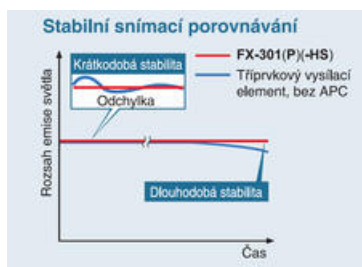 Stabilní snímací porovnávání
Krátkodobá stabilita
Odchylka
FX-301(P)(-HS)
Tříprvkový vysílací
element, bez APC
Rozsah emise světla
Dlouhodobá stabilita
Čas